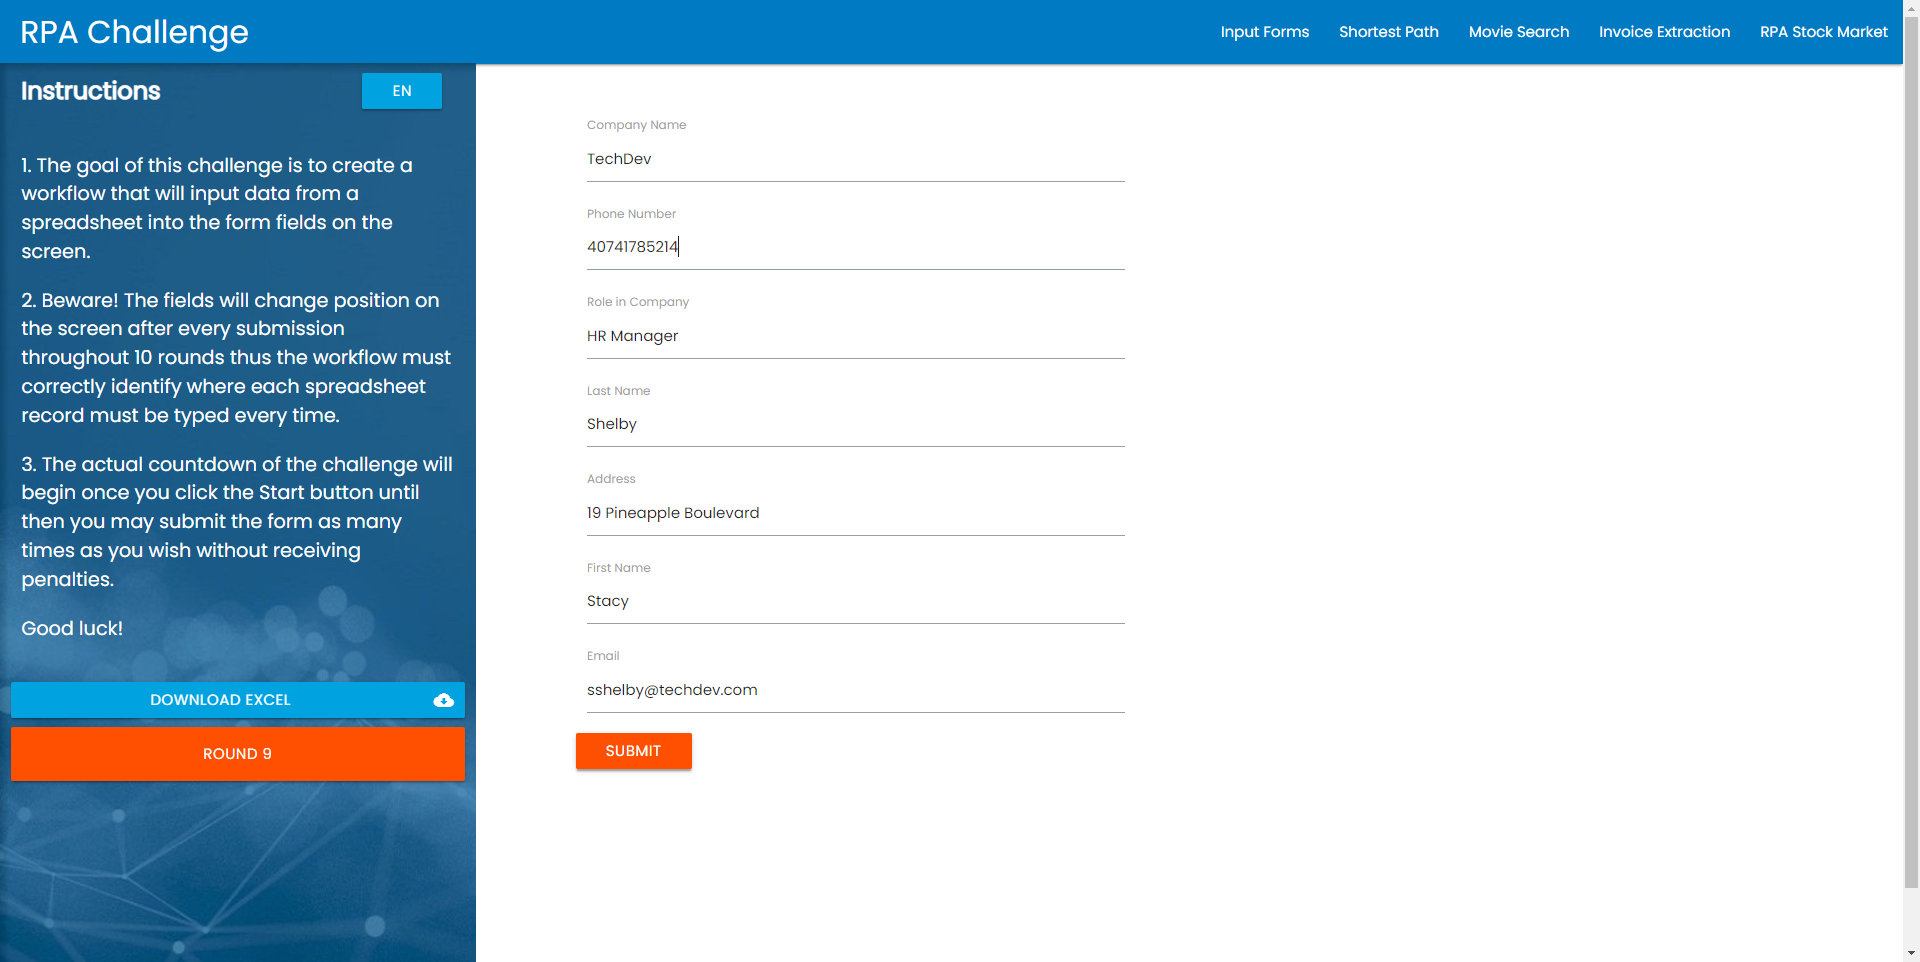 RPA Challenge
Input Forms
Shortest Path
Movie Search
Invoice Extraction
RPA Stock Market
Instructions
EN
1. The goal of this challenge is to create a
workflow that will input data from a
spreadsheet into the form fields on the
screen.
2. Beware! The fields will change position on
the screen after every submission
throughout 10 rounds thus the workflow must
correctly identify where each spreadsheet
record must be typed every time.
3. The actual countdown of the challenge will
begin once you click the Start button until
then you may submit the form as many
times as you wish without receiving
penalties.
Good luck!
DOWNLOAD EXCEL
ROUND 9
Company Name
TechDev
Phone Number
40741785214
Role in Company
HR Manager
Last Name
Shelby
Address
19 Pineapple Boulevard
First Name
Stacy
Email
sshelby@techdev.com
SUBMIT